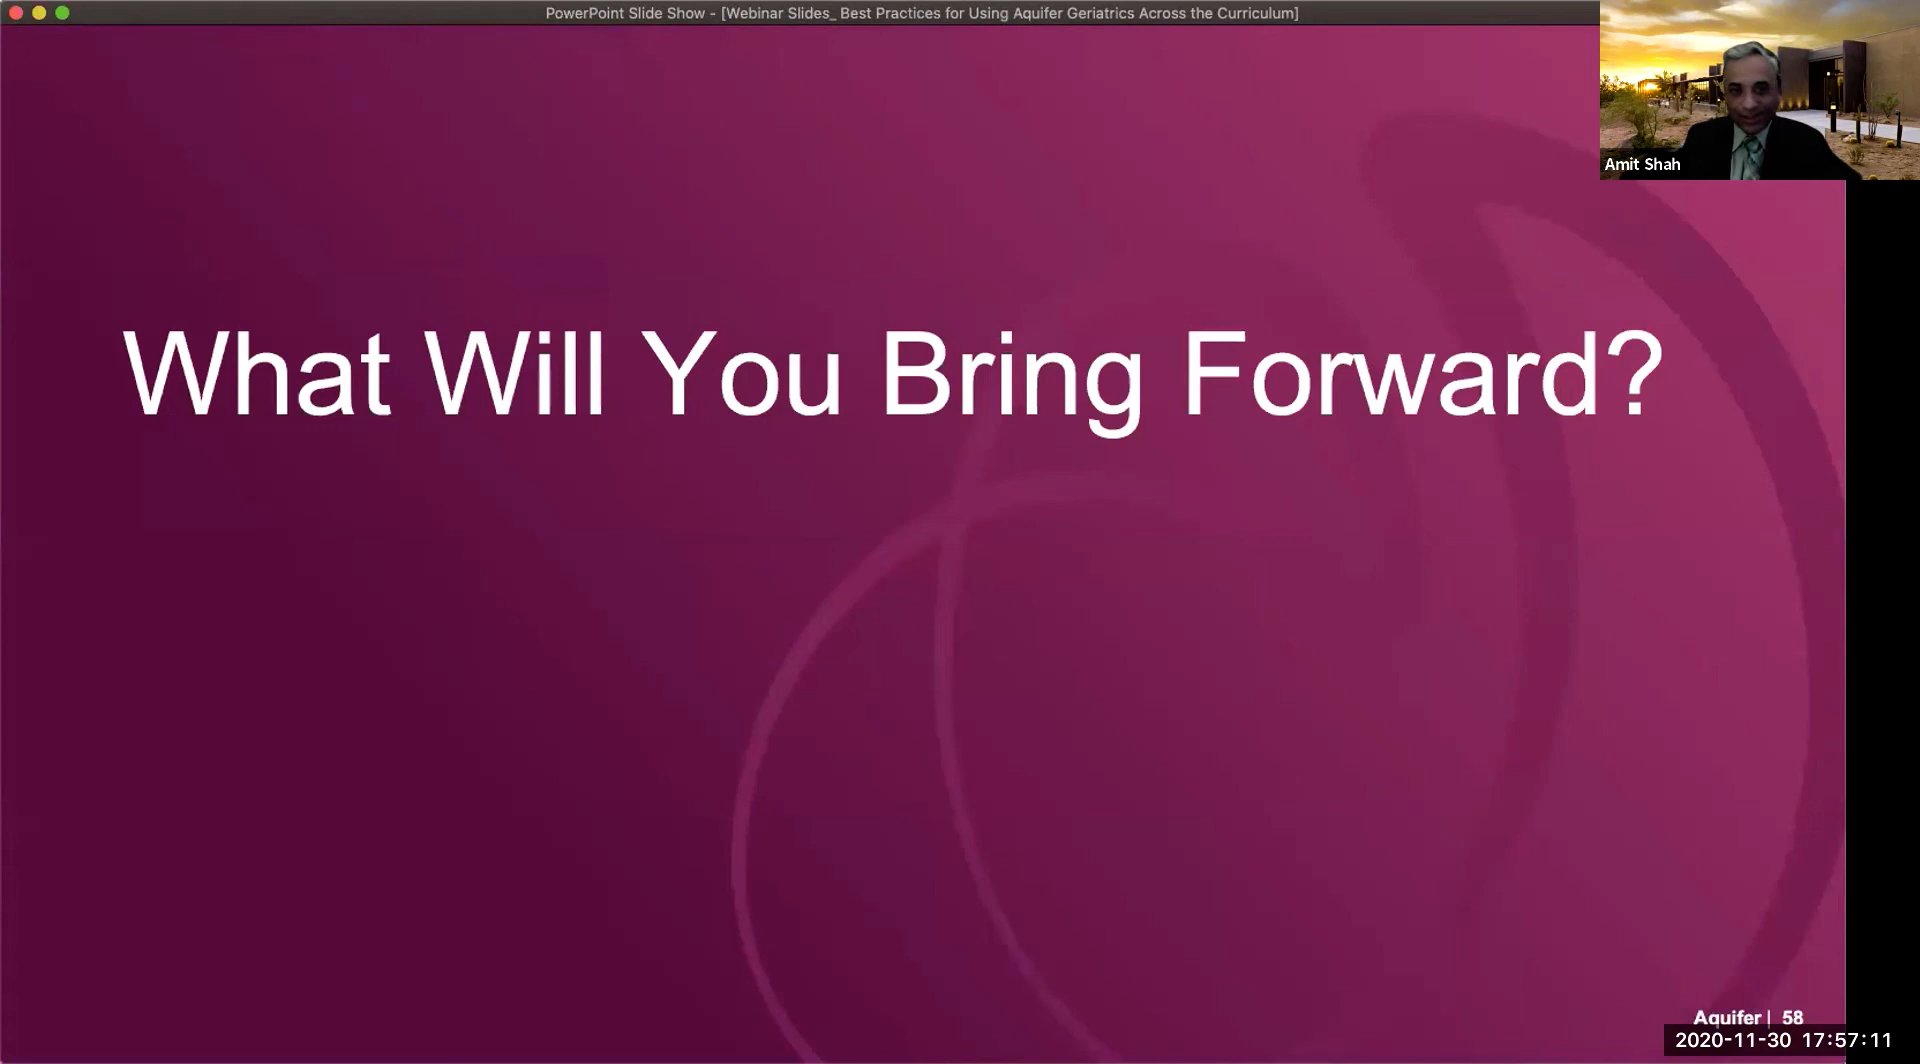 PowerPoint Slide Show - [Webinar Slides_ Best Practices for Using Aquifer Geriatrics Across the Curriculum]
Amit Shah
What Will You Bring Forward?
Aquifer | 58
2020-11-30 17:57:11